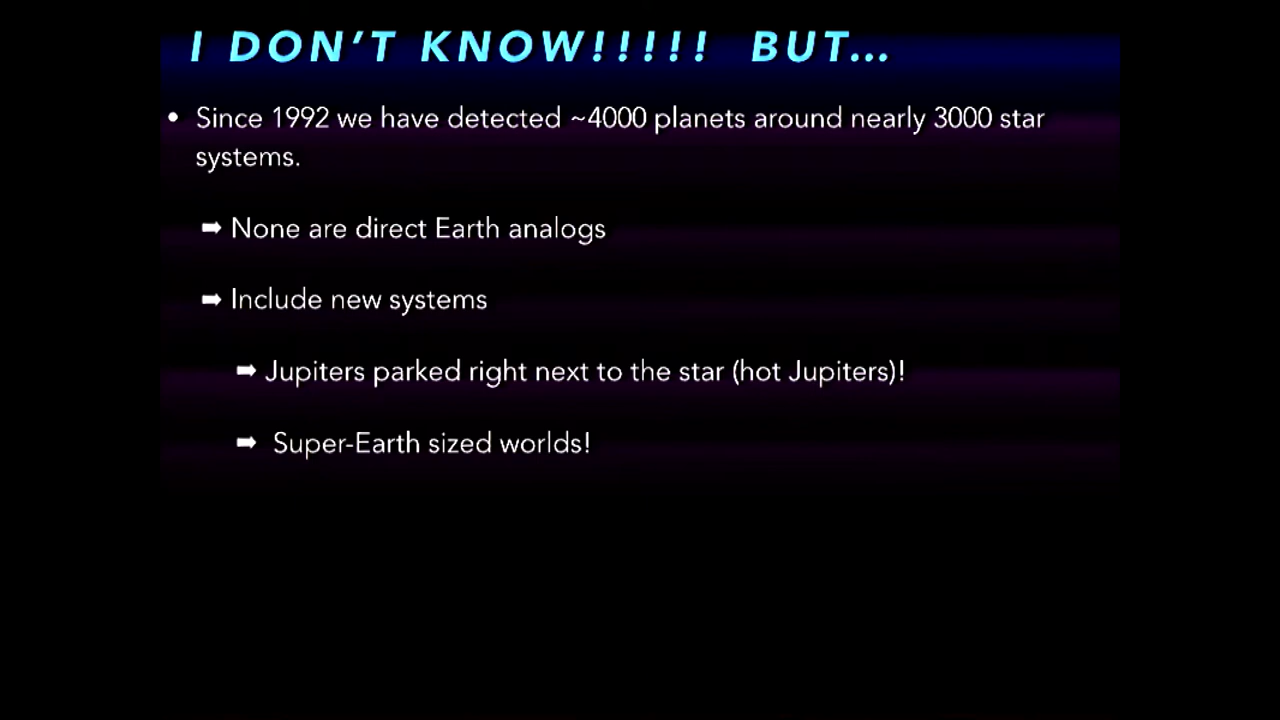 I DON'T KNOW!!!!! BUT...
• Since 1992 we have detected ~4000 planets around nearly 3000 star
systems.
➡ None are direct Earth analogs
➡ Include new systems
➡ Jupiters parked right next to the star (hot Jupiters)!
➡ Super-Earth sized worlds!